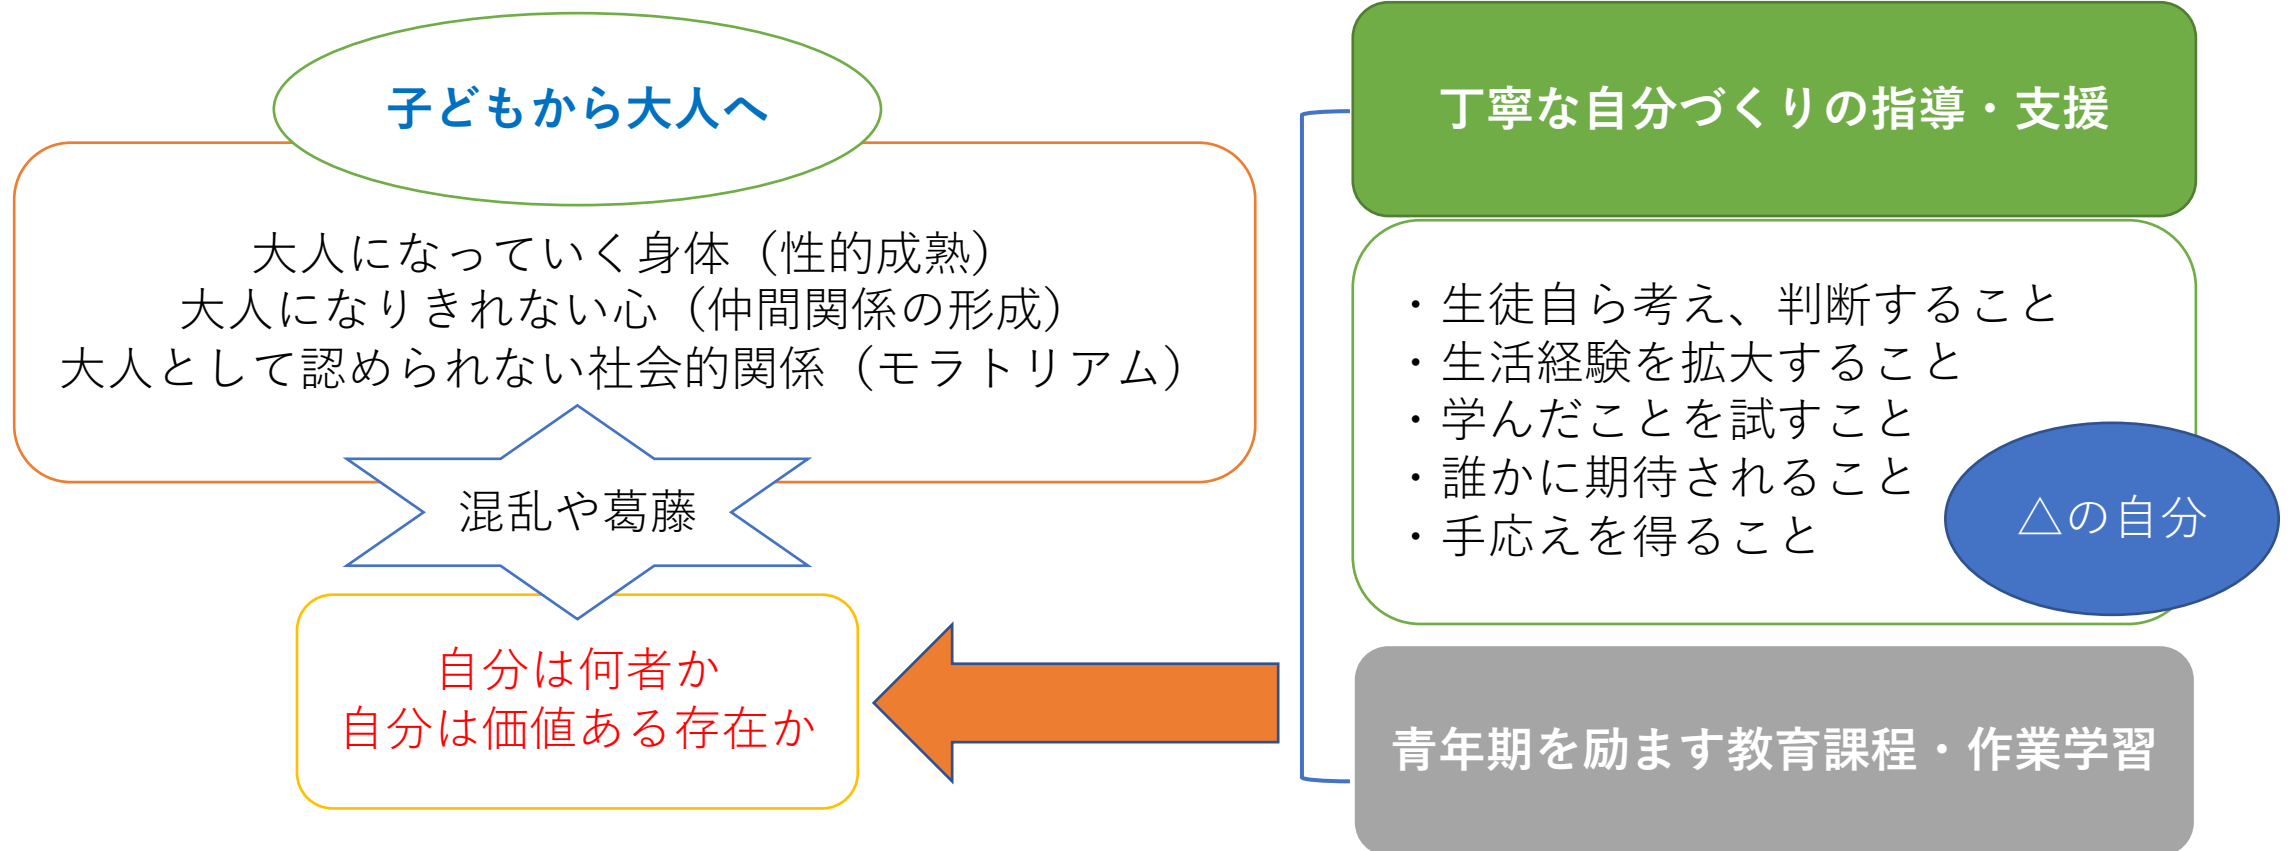 子どもから大人へ
大人になっていく身体（性的成熟）
大人になりきれない心（仲間関係の形成）
大人として認められない社会的関係（モラトリアム）
混乱や葛藤
自分は何者か
自分は価値ある存在か
丁寧な自分づくりの指導・支援
・生徒自ら考え、判断すること
・生活経験を拡大すること
・学んだことを試すこと
・誰かに期待されること
・手応えを得ること
△の自分
青年期を励ます教育課程・作業学習